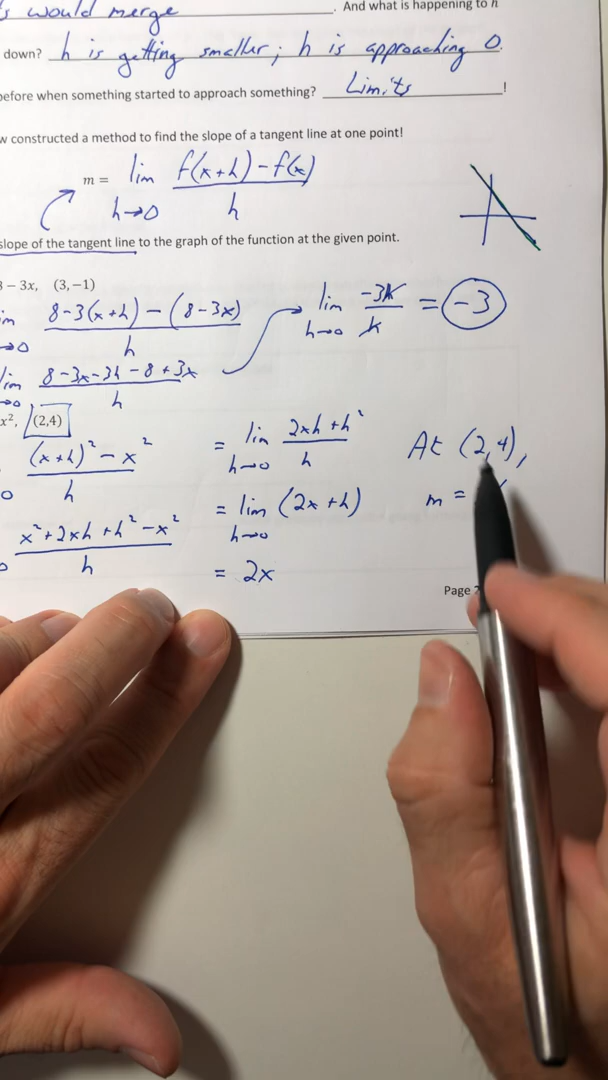 would merge . And what is happening to h
down? h is getting smaller; h is approaching 0.
before when something started to approach something? Limits !
w constructed a method to find the slope of a tangent line at one point!
m = lim h→0 f(x+h)-f(x) / h
slope of the tangent line to the graph of the function at the given point.
- 3x, (3,-1)
8-3(x+h)-(8-3x) / h
lim h→0 -3h / h = -3
8-3x-3h-8+3x / h
x², (2,4)
(x+h)²-x² / h
= lim h→0 2xh+h² / h
At (2,4),
= lim h→0 (2x+h)
m =
x²+2xh+h²-x² / h
= 2x
Page